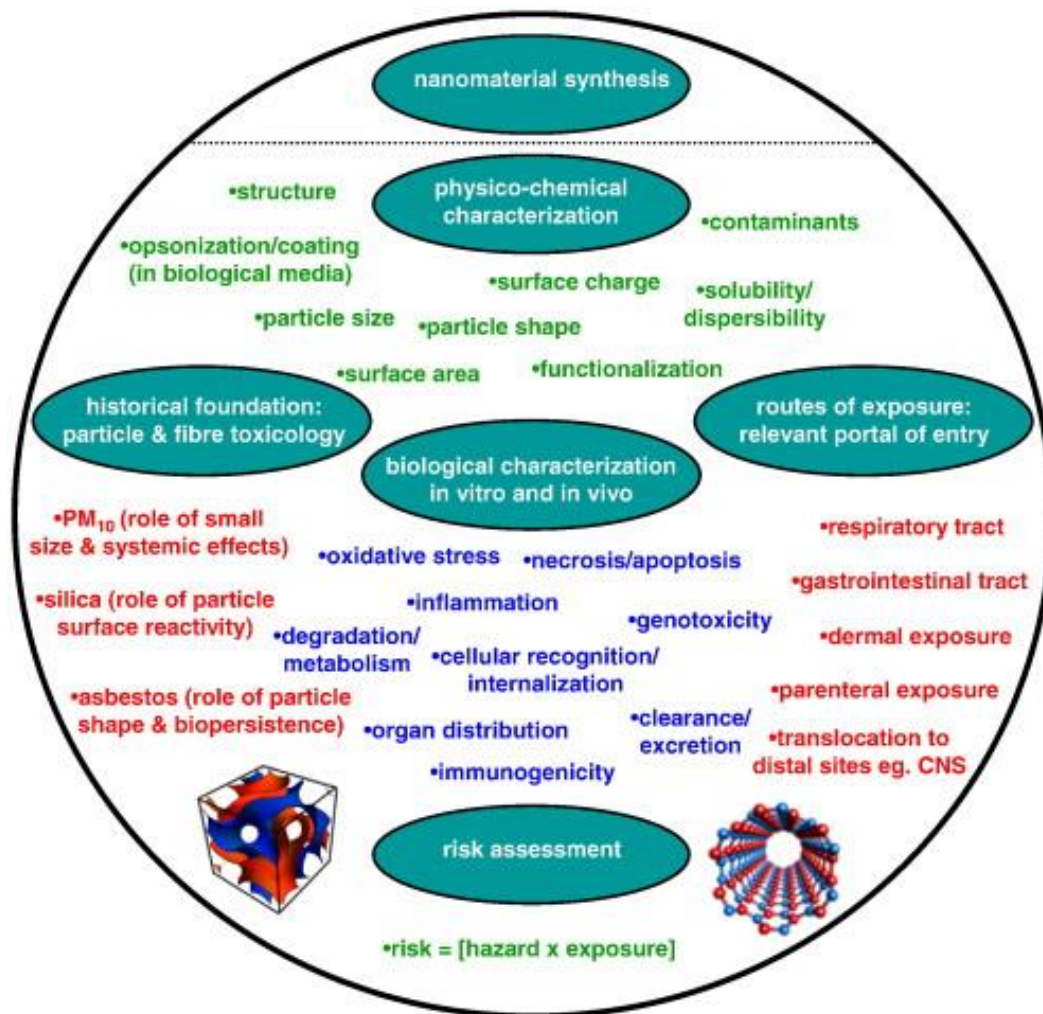 nanomaterial synthesis
physico-chemical
characterization
•structure
•contaminants
•opsonization/coating
(in biological media)
•surface charge
•solubility/
dispersibility
•particle size
•particle shape
•surface area
•functionalization
historical foundation:
particle & fibre toxicology
routes of exposure:
relevant portal of entry
biological characterization
in vitro and in vivo
•PM₁₀ (role of small
size & systemic effects)
•silica (role of particle
surface reactivity)
•asbestos (role of particle
shape & biopersistence)
•oxidative stress
•necrosis/apoptosis
•inflammation
•genotoxicity
•degradation/
metabolism
•cellular recognition/
internalization
•organ distribution
•clearance/
excretion
•immunogenicity
•respiratory tract
•gastrointestinal tract
•dermal exposure
•parenteral exposure
•translocation to
distal sites eg. CNS
risk assessment
•risk = [hazard x exposure]